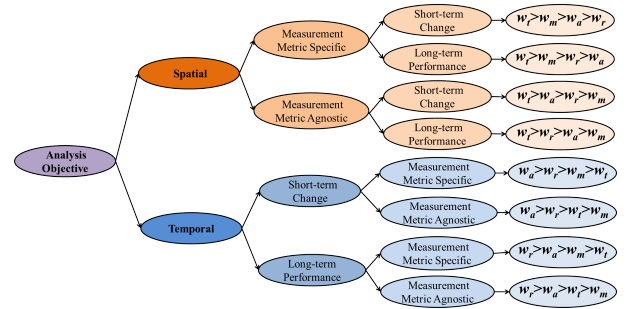 Short-term
Change
w_t>w_m>w_a>w_r
Measurement
Metric Specific
Long-term
Performance
w_t>w_m>w_r>w_a
Spatial
Short-term
Change
w_t>w_a>w_r>w_m
Measurement
Metric Agnostic
Long-term
Performance
w_t>w_r>w_a>w_m
Analysis
Objective
Measurement
Metric Specific
w_a>w_r>w_m>w_t
Short-term
Change
Measurement
Metric Agnostic
w_a>w_r>w_t>w_m
Temporal
Measurement
Metric Specific
w_r>w_a>w_m>w_t
Long-term
Performance
Measurement
Metric Agnostic
w_r>w_a>w_t>w_m